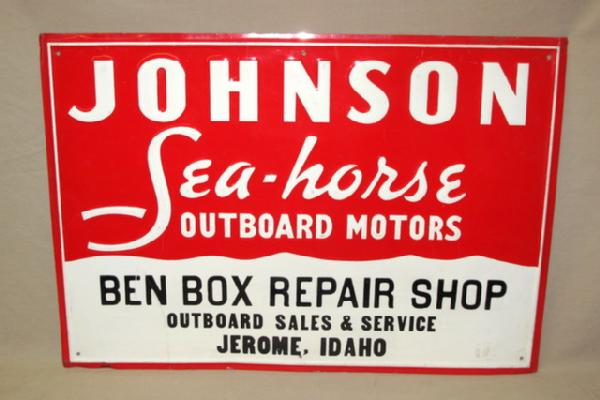 JOHNSON
Sea-horse
OUTBOARD MOTORS
BEN BOX REPAIR SHOP
OUTBOARD SALES & SERVICE
JEROME, IDAHO